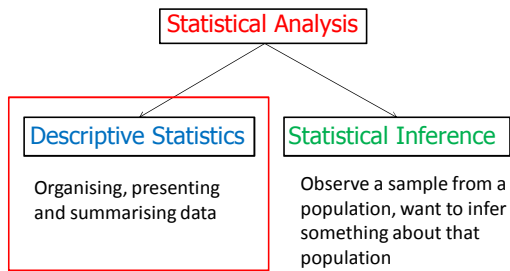 Statistical Analysis
Descriptive Statistics
Organising, presenting
and summarising data
Statistical Inference
Observe a sample from a
population, want to infer
something about that
population